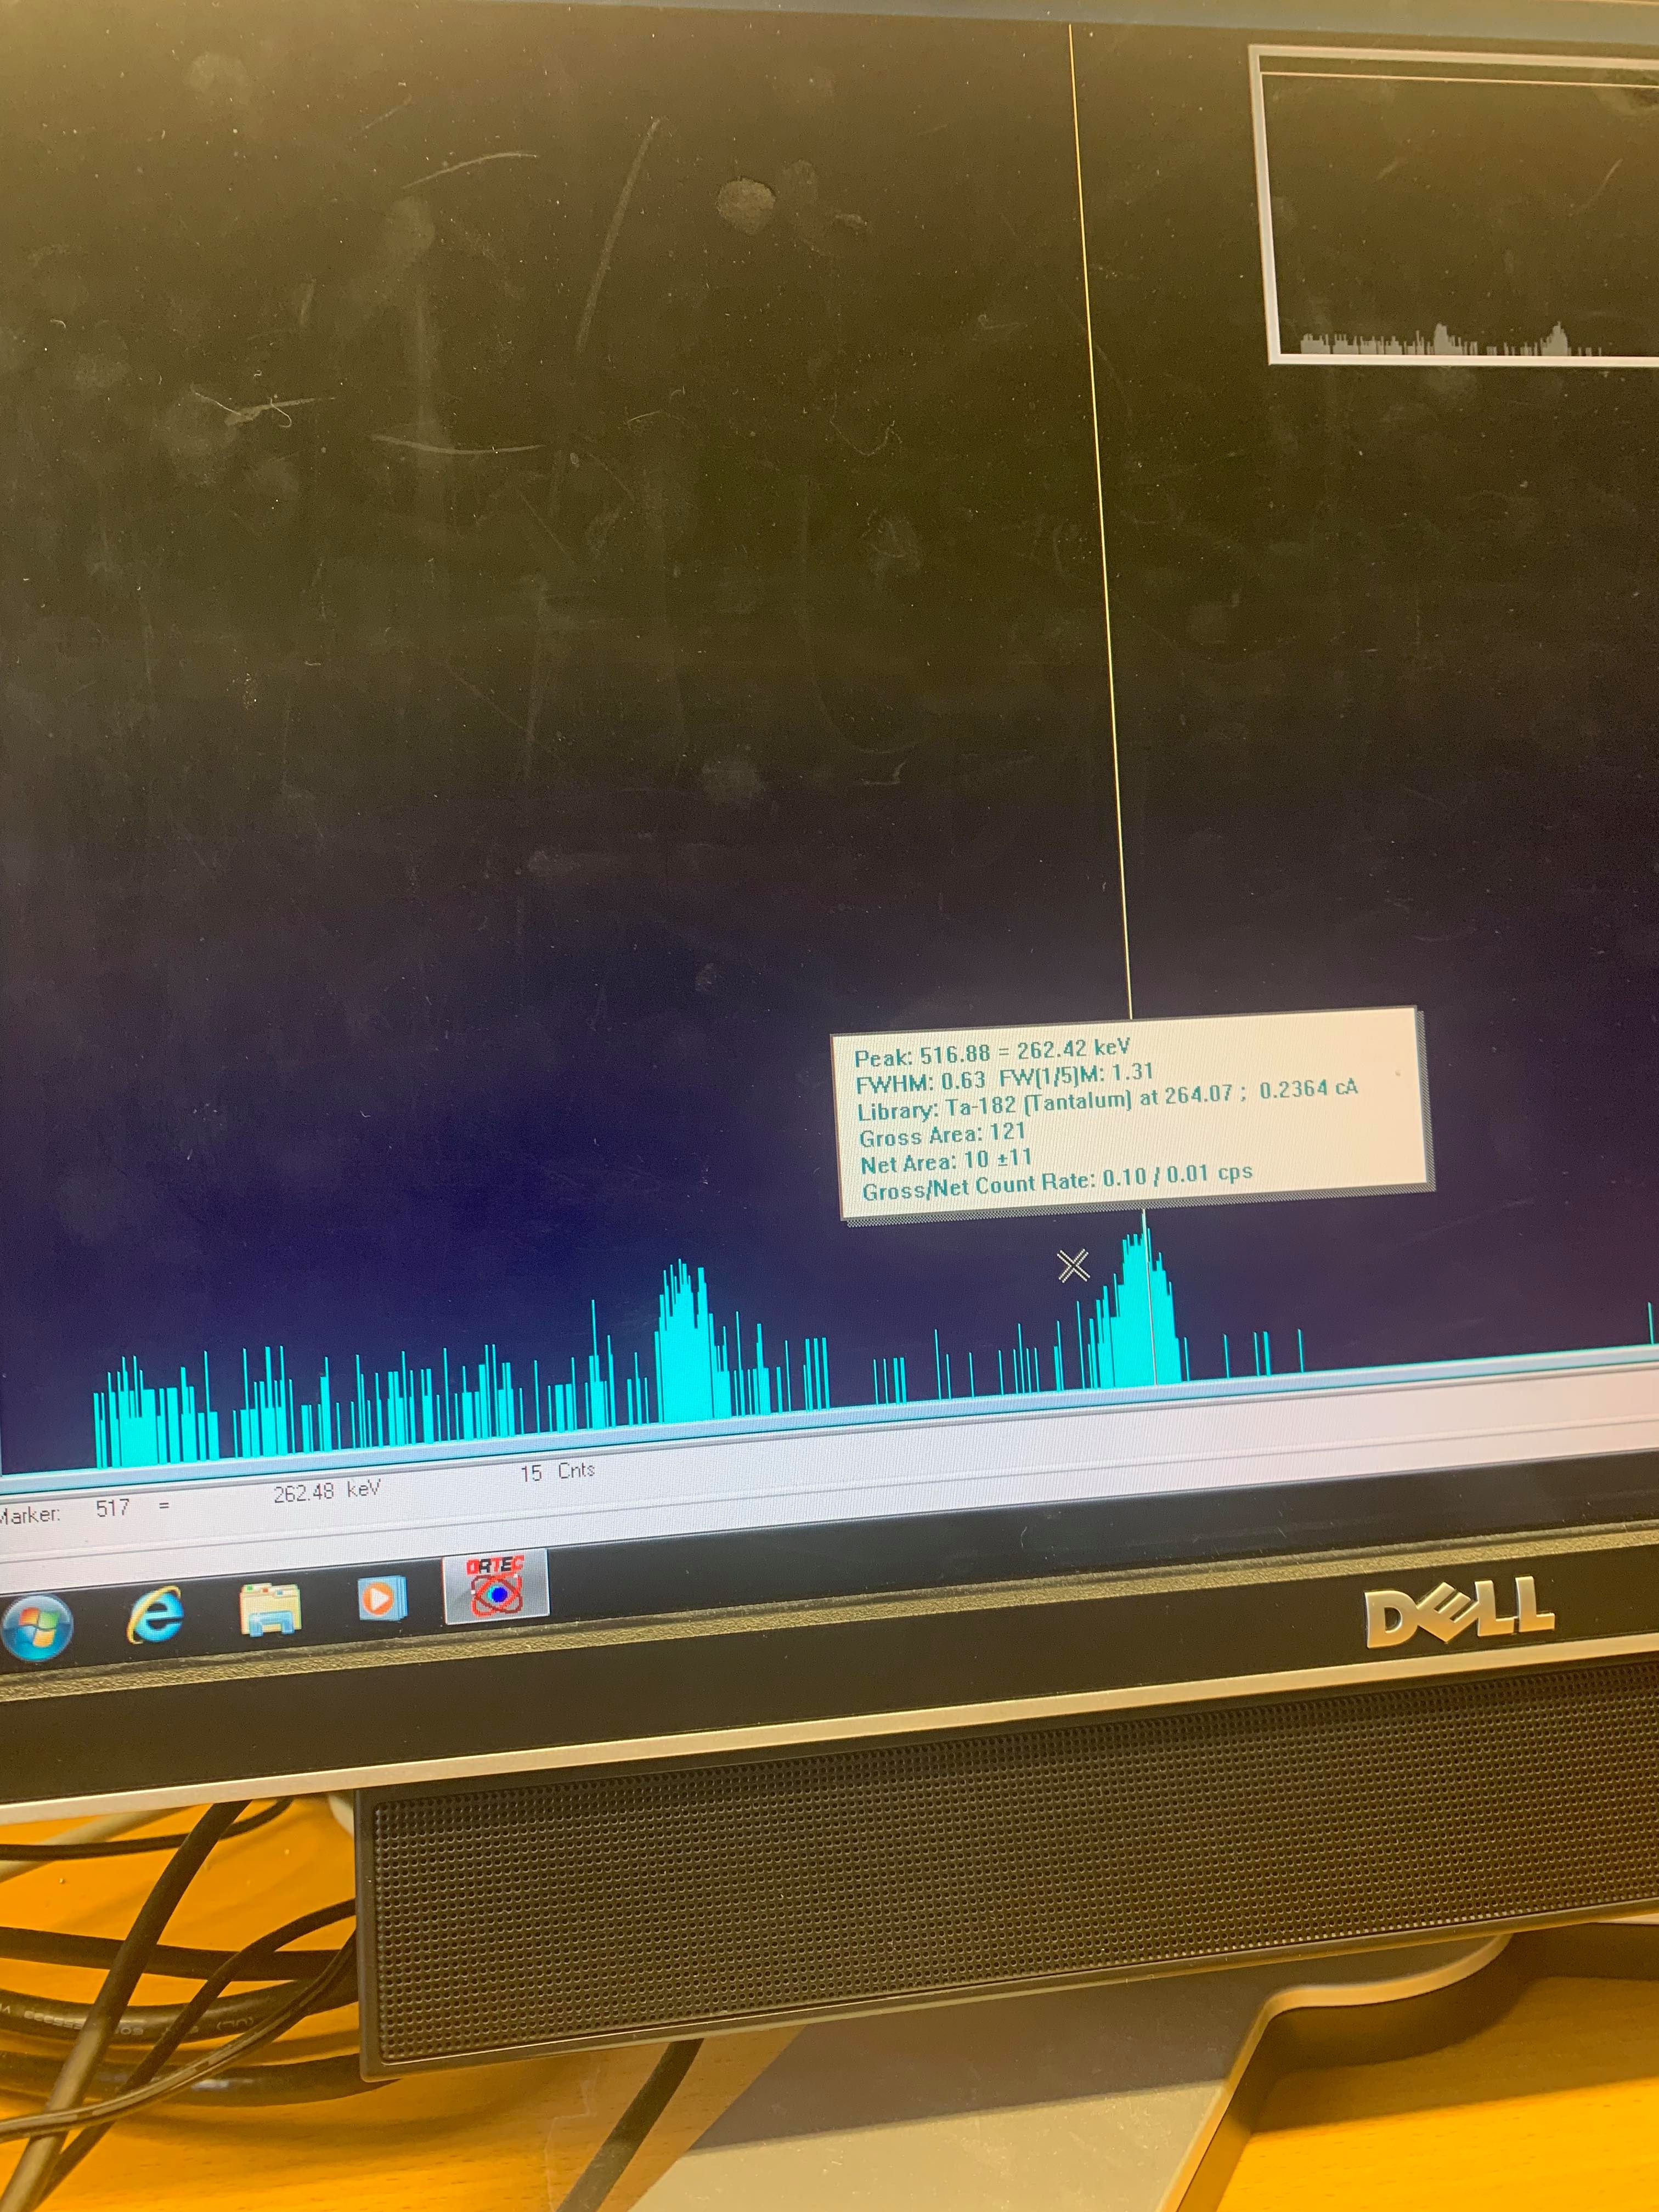 Peak: 516.88 = 262.42 keV
FWHM: 0.63 FW(1/5)M: 1.31
Library: Ta-182 (Tantalum) at 264.07 ; 0.2364 cA
Gross Area: 121
Net Area: 10 ±11
Gross/Net Count Rate: 0.10 / 0.01 cps
Marker: 517 = 262.48 keV 15 Cnts
ORTEC
DELL